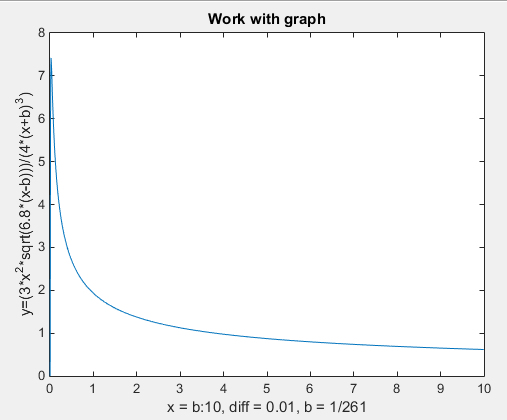 Work with graph
8
7
6
5
4
3
2
1
0
y=(3*x²*sqrt(6.8*(x-b)))/(4*(x+b)³)
0 1 2 3 4 5 6 7 8 9 10
x = b:10, diff = 0.01, b = 1/261